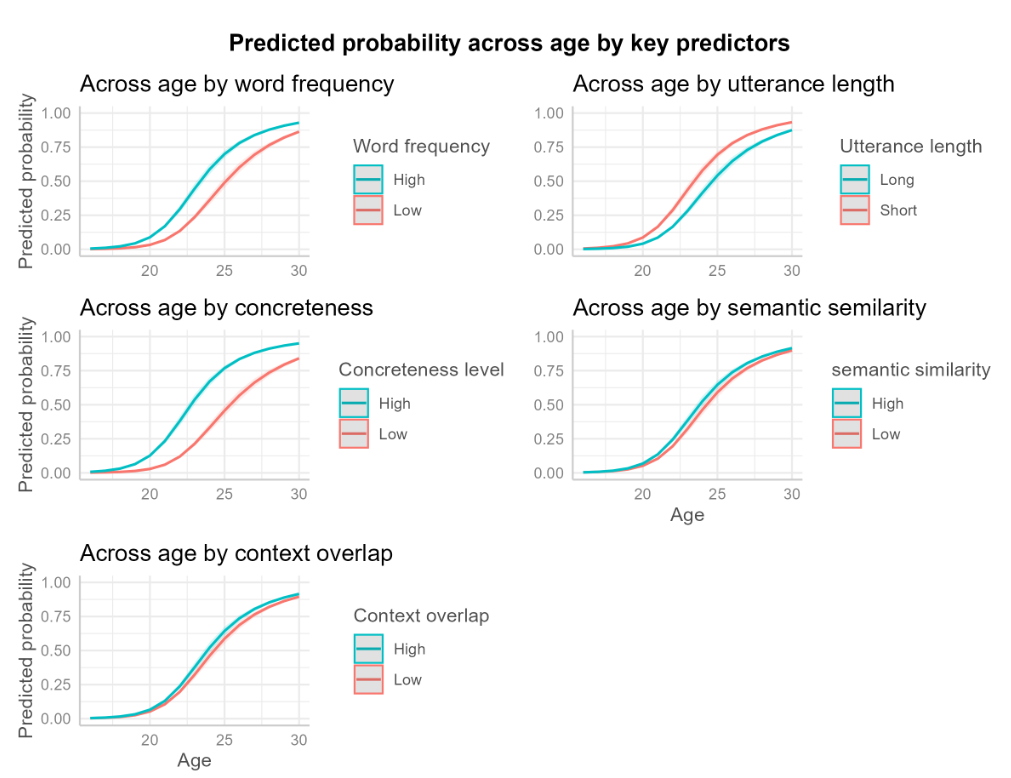 Predicted probability across age by key predictors
Across age by word frequency
Predicted probability
1.00
0.75
0.50
0.25
0.00
20 25 30
Word frequency
High
Low
Across age by utterance length
1.00
0.75
0.50
0.25
0.00
20 25 30
Utterance length
Long
Short
Across age by concreteness
Predicted probability
1.00
0.75
0.50
0.25
0.00
20 25 30
Concreteness level
High
Low
Across age by semantic semilarity
1.00
0.75
0.50
0.25
0.00
20 25 30
Age
semantic similarity
High
Low
Across age by context overlap
Predicted probability
1.00
0.75
0.50
0.25
0.00
20 25 30
Age
Context overlap
High
Low